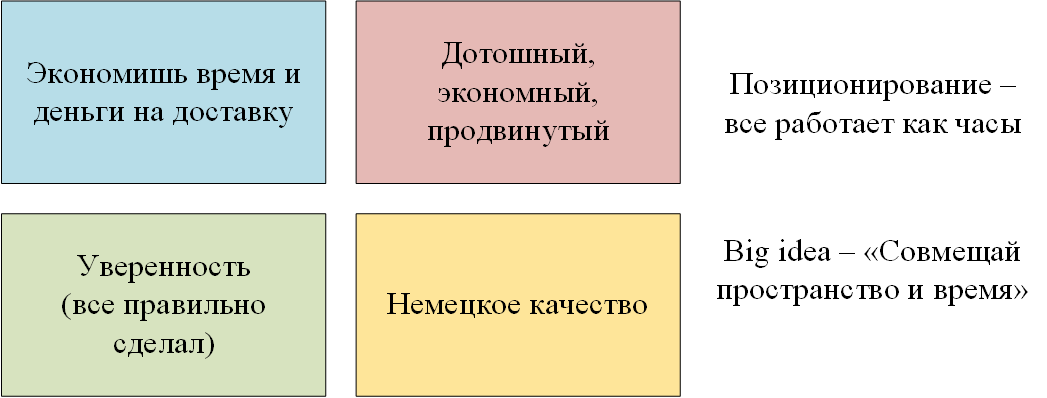 Экономишь время и
деньги на доставку
Дотошный,
экономный,
продвинутый
Позиционирование –
все работает как часы
Уверенность
(все правильно
сделал)
Немецкое качество
Big idea – «Совмещай
пространство и время»